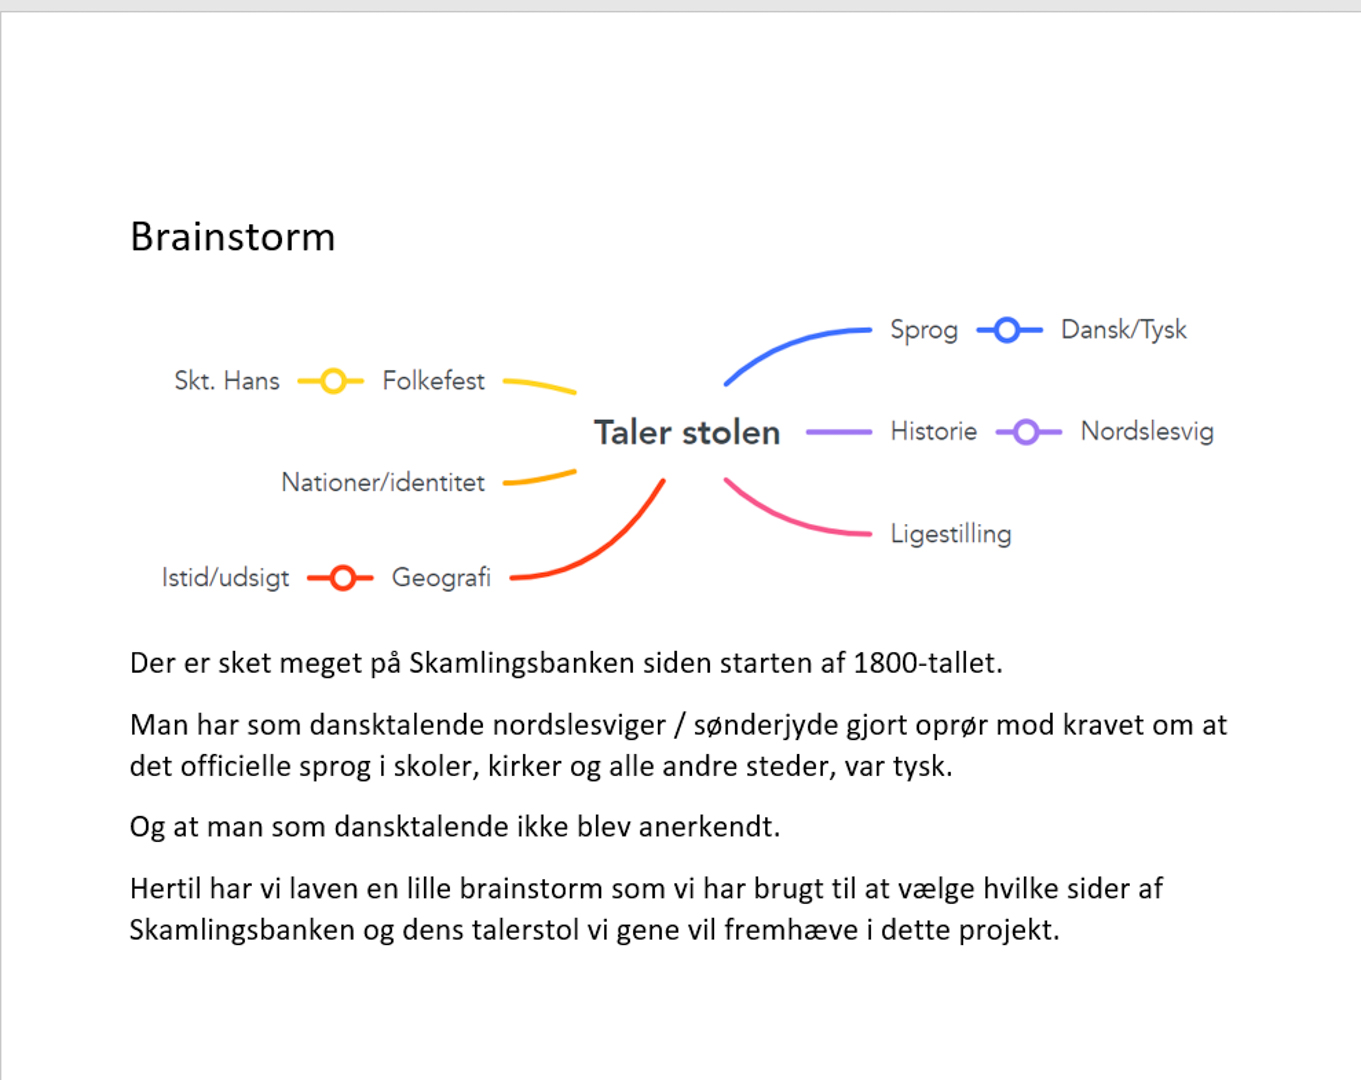 Brainstorm
Sprog Dansk/Tysk
Skt. Hans Folkefest
Taler stolen
Historie Nordslesvig
Nationer/identitet
Ligestilling
Istid/udsigt Geografi
Der er sket meget på Skamlingsbanken siden starten af 1800-tallet.
Man har som dansktalende nordslesviger / sønderjyde gjort oprør mod kravet om at
det officielle sprog i skoler, kirker og alle andre steder, var tysk.
Og at man som dansktalende ikke blev anerkendt.
Hertil har vi laven en lille brainstorm som vi har brugt til at vælge hvilke sider af
Skamlingsbanken og dens talerstol vi gene vil fremhæve i dette projekt.